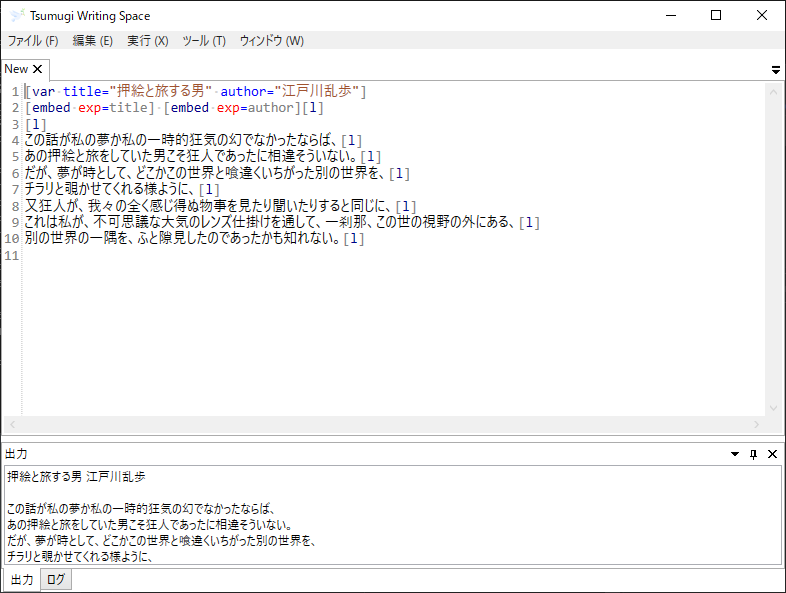 Tsumugi Writing Space
ファイル (F) 編集 (E) 実行 (X) ツール (T) ウィンドウ (W)
New
1 [var title="押絵と旅する男" author="江戸川乱歩"]
2 [embed exp=title] [embed exp=author][l]
3 [l]
4 この話が私の夢か私の一時的狂気の幻でなかったならば、[l]
5 あの押絵と旅をしていた男こそ狂人であったに相違そういない。[l]
6 だが、夢が時として、どこかこの世界と喰違くいちがった別の世界を、[l]
7 チラリと覗かせてくれる様ように、[l]
8 又狂人が、我々の全く感じ得ぬ物事を見たり聞いたりすると同じに、[l]
9 これは私が、不可思議な大気のレンズ仕掛けを通して、一刹那、この世の視野の外にある、[l]
10 別の世界の一隅を、ふと隙見したのであったかも知れない。[l]
11
出力
押絵と旅する男 江戸川乱歩
この話が私の夢か私の一時的狂気の幻でなかったならば、
あの押絵と旅をしていた男こそ狂人であったに相違そういない。
だが、夢が時として、どこかこの世界と喰違くいちがった別の世界を、
チラリと覗かせてくれる様ように、
出力 ログ